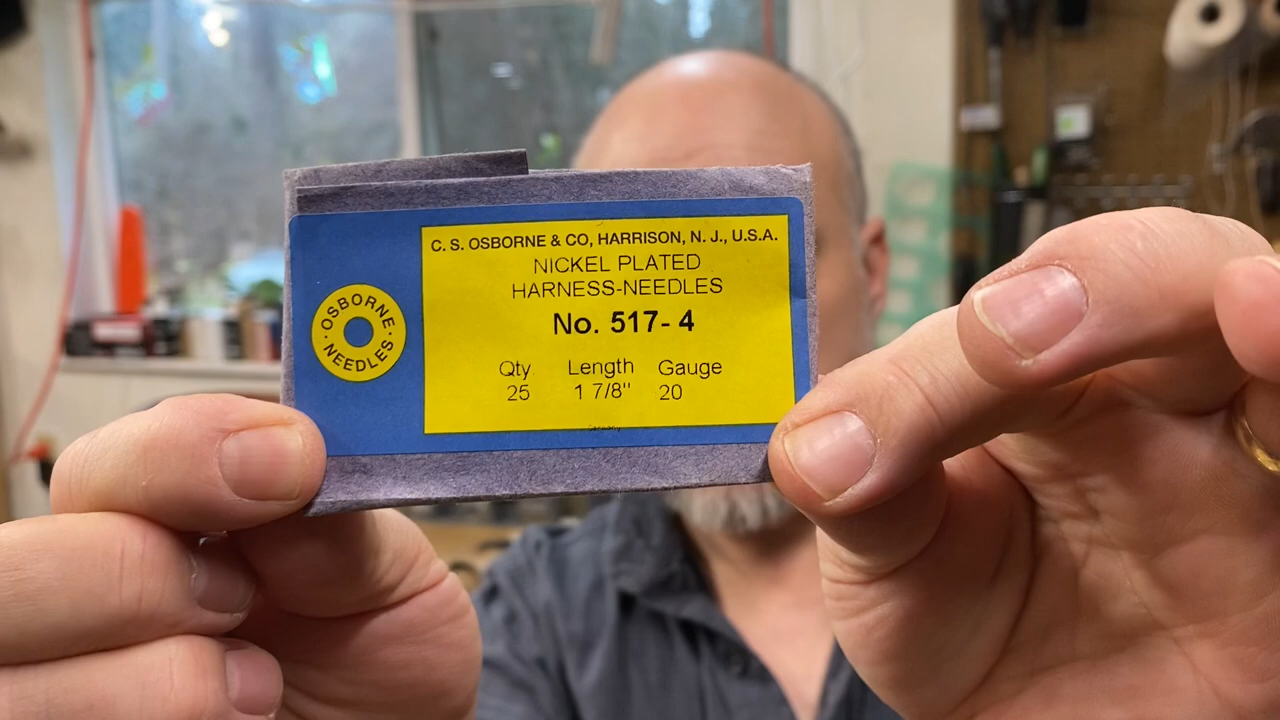 C. S. OSBORNE & CO, HARRISON, N. J., U.S.A.
NICKEL PLATED
HARNESS-NEEDLES
No. 517- 4
Qty Length Gauge
25 1 7/8" 20
Germany
· OSBORNE ·
NEEDLES